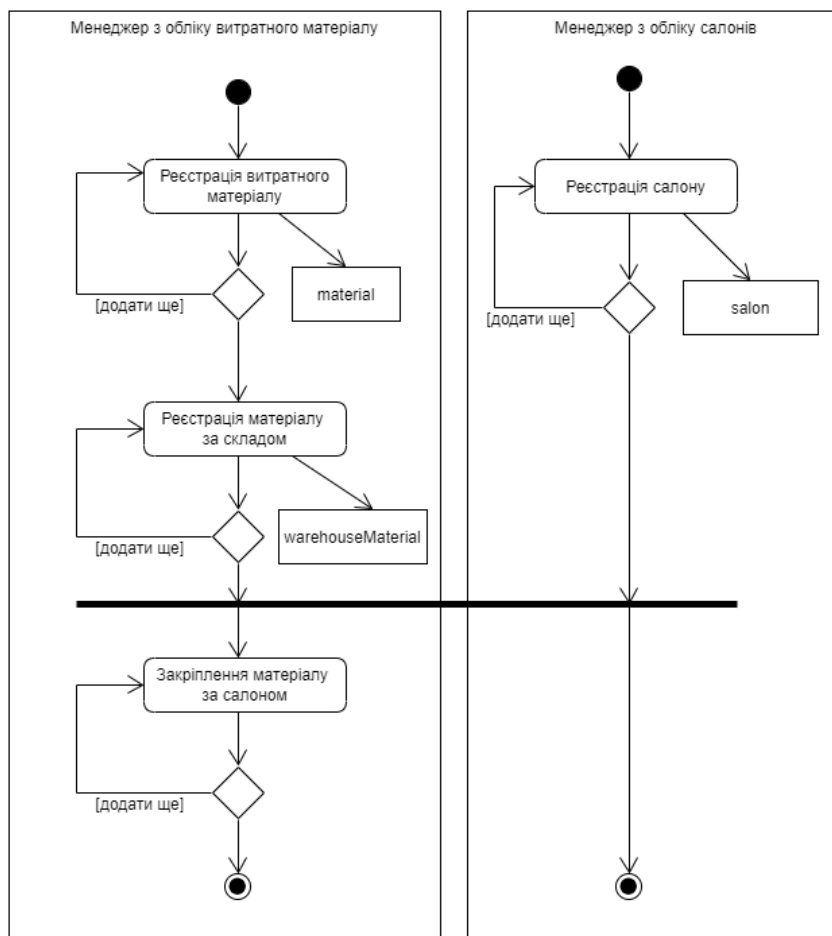 Менеджер з обліку витратного матеріалу
Менеджер з обліку салонів
Реєстрація витратного
матеріалу
Реєстрація салону
material
salon
[додати ще]
[додати ще]
Реєстрація матеріалу
за складом
warehouseMaterial
[додати ще]
Закріплення матеріалу
за салоном
[додати ще]